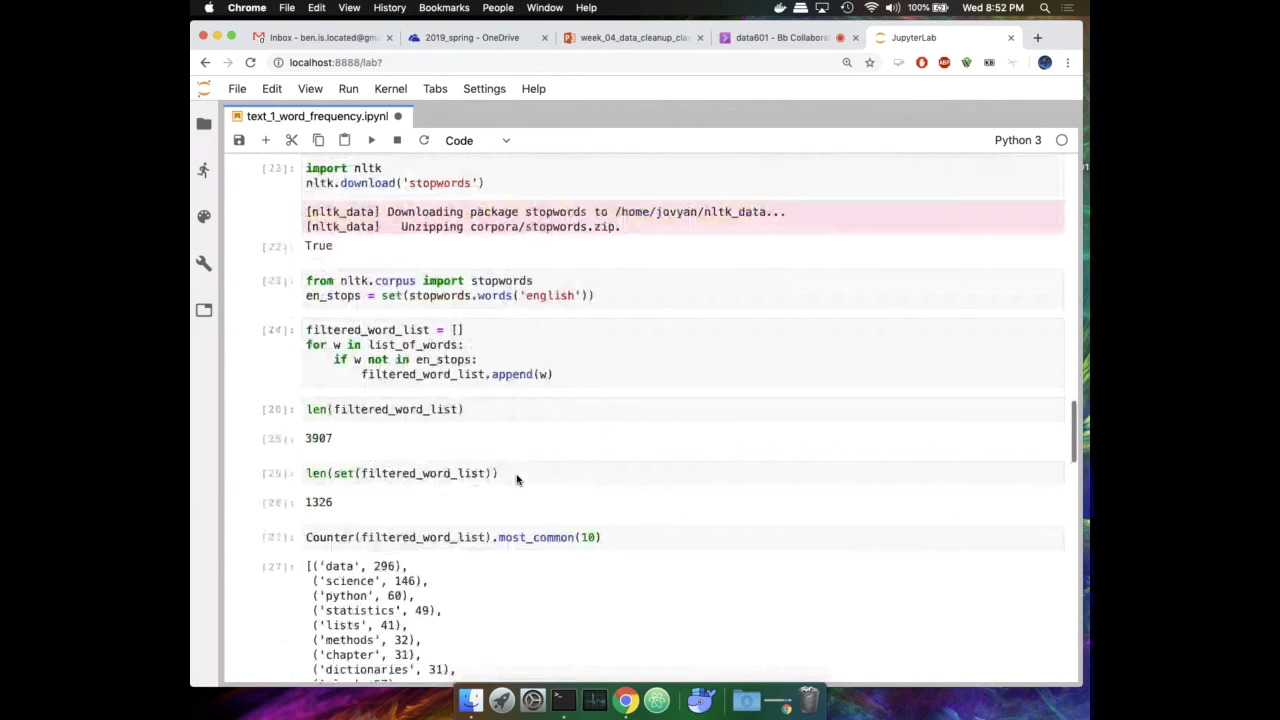 Chrome File Edit View History Bookmarks People Window Help 100% Wed 8:52 PM
Inbox - ben.is.located@gm 2019_spring - OneDrive week_04_data_cleanup_cla data601 - Bb Collabora JupyterLab
localhost:8888/lab?
File Edit View Run Kernel Tabs Settings Help
text_1_word_frequency.ipynl
Code Python 3
import nltk
nltk.download('stopwords')
[nltk_data] Downloading package stopwords to /home/jovyan/nltk_data...
[nltk_data] Unzipping corpora/stopwords.zip.
True
from nltk.corpus import stopwords
en_stops = set(stopwords.words('english'))
filtered_word_list = []
for w in list_of_words:
if w not in en_stops:
filtered_word_list.append(w)
len(filtered_word_list)
3907
len(set(filtered_word_list))
1326
Counter(filtered_word_list).most_common(10)
[27]: [('data', 296),
('science', 146),
('python', 60),
('statistics', 49),
('lists', 41),
('methods', 32),
('chapter', 31),
('dictionaries', 31),